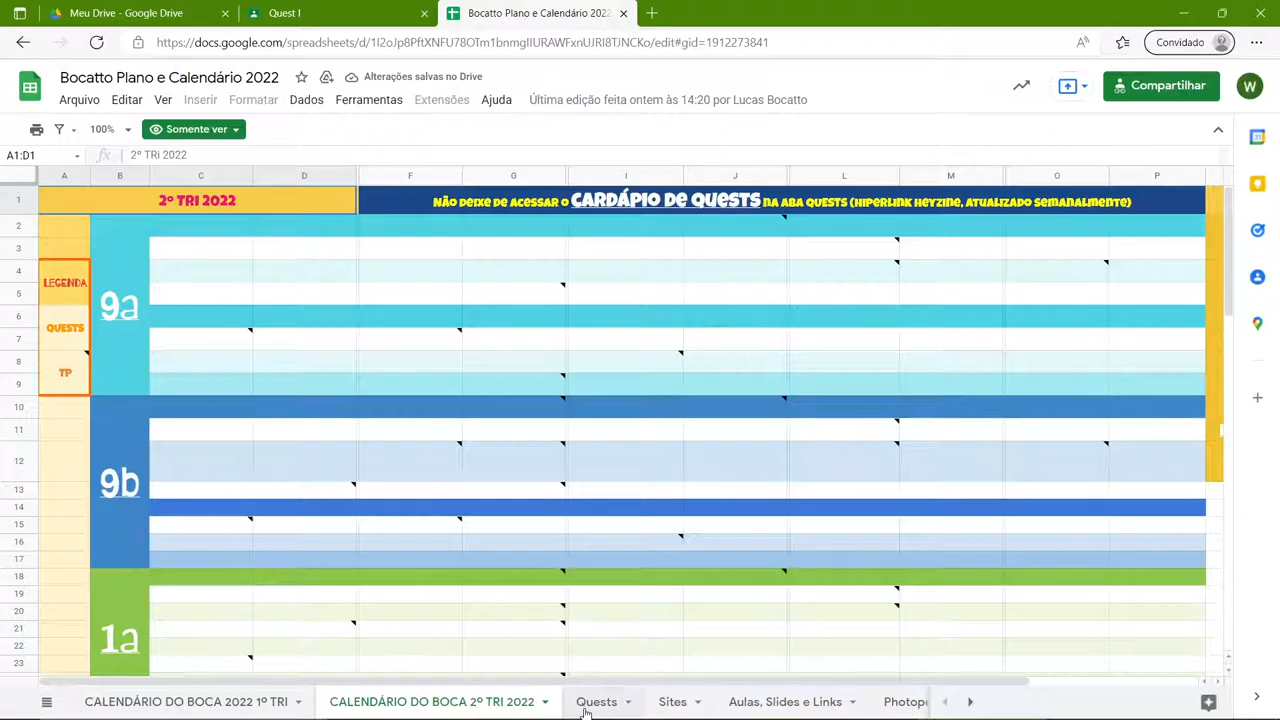 Meu Drive - Google Drive
Quest I
Bocatto Plano e Calendário 2022
https://docs.google.com/spreadsheets/d/1I2oJp8PftXNFU78OTm1bnmgIiURAWFxnUJRI8TJNCKo/edit#gid=1912273841
Convidado
Bocatto Plano e Calendário 2022
Alterações salvas no Drive
Arquivo Editar Ver Inserir Formatar Dados Ferramentas Extensões Ajuda
Última edição feita ontem às 14:20 por Lucas Bocatto
Compartilhar
W
100%
Somente ver
A1:D1
fx
2º TRI 2022
A B C D F G I J L M O P
1 2º TRI 2022 NÃO DEIXE DE ACESSAR O CARDÁPIO DE QUESTS NA ABA QUESTS (HIPERLINK HEYZINE, ATUALIZADO SEMANALMENTE)
2
3
4 LEGENDA
5
9a
6 QUESTS
7
8 TP
9
10
11
12
9b
13
14
15
16
17
18
19
20
21
1a
22
23
CALENDÁRIO DO BOCA 2022 1º TRI
CALENDÁRIO DO BOCA 2º TRI 2022
Quests
Sites
Aulas, Slides e Links
Photop